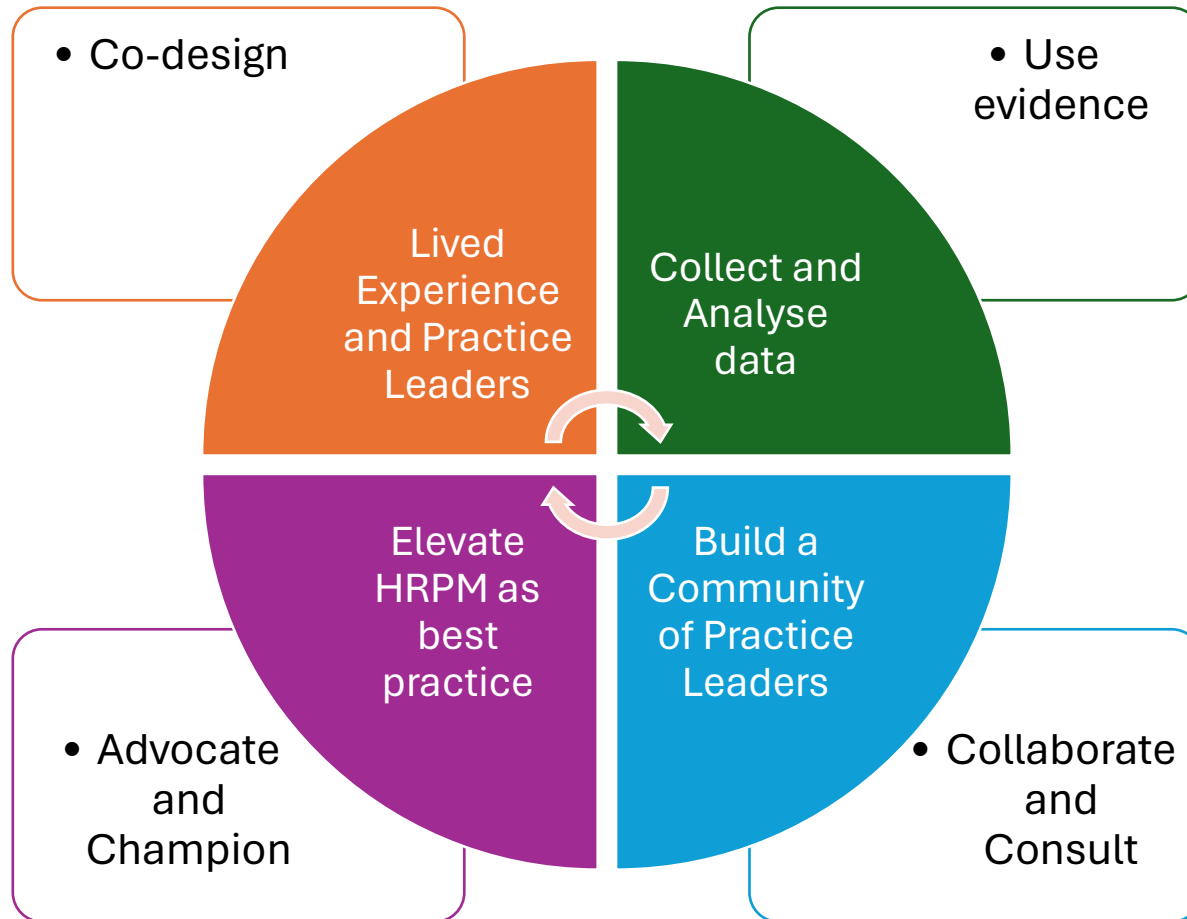 • Co-design
• Use
evidence
Lived
Experience
and Practice
Leaders
Collect and
Analyse
data
Elevate
HRPM as
best
practice
Build a
Community
of Practice
Leaders
• Advocate
and
Champion
• Collaborate
and
Consult